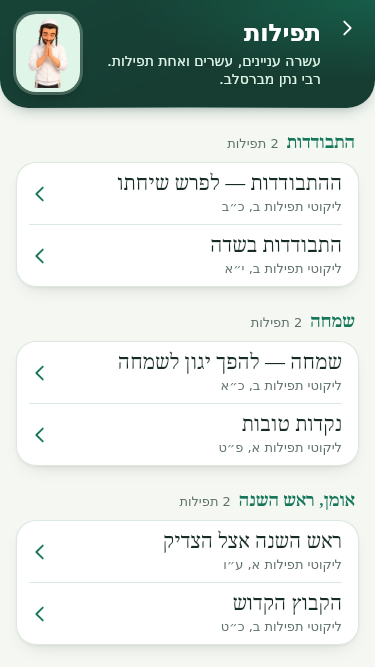 תפילות
עשרה עניינים, עשרים ואחת תפילות.
רבי נתן מברסלב.
התבודדות 2 תפילות
ההתבודדות — לפרש שיחתו
ליקוטי תפילות ב, כ״ב
התבודדות בשדה
ליקוטי תפילות ב, י״א
שמחה 2 תפילות
שמחה — להפך יגון לשמחה
ליקוטי תפילות ב, כ״א
נקדות טובות
ליקוטי תפילות א, פ״ט
אומן, ראש השנה 2 תפילות
ראש השנה אצל הצדיק
ליקוטי תפילות א, ע״ו
הקבוץ הקדוש
ליקוטי תפילות ב, כ״ט